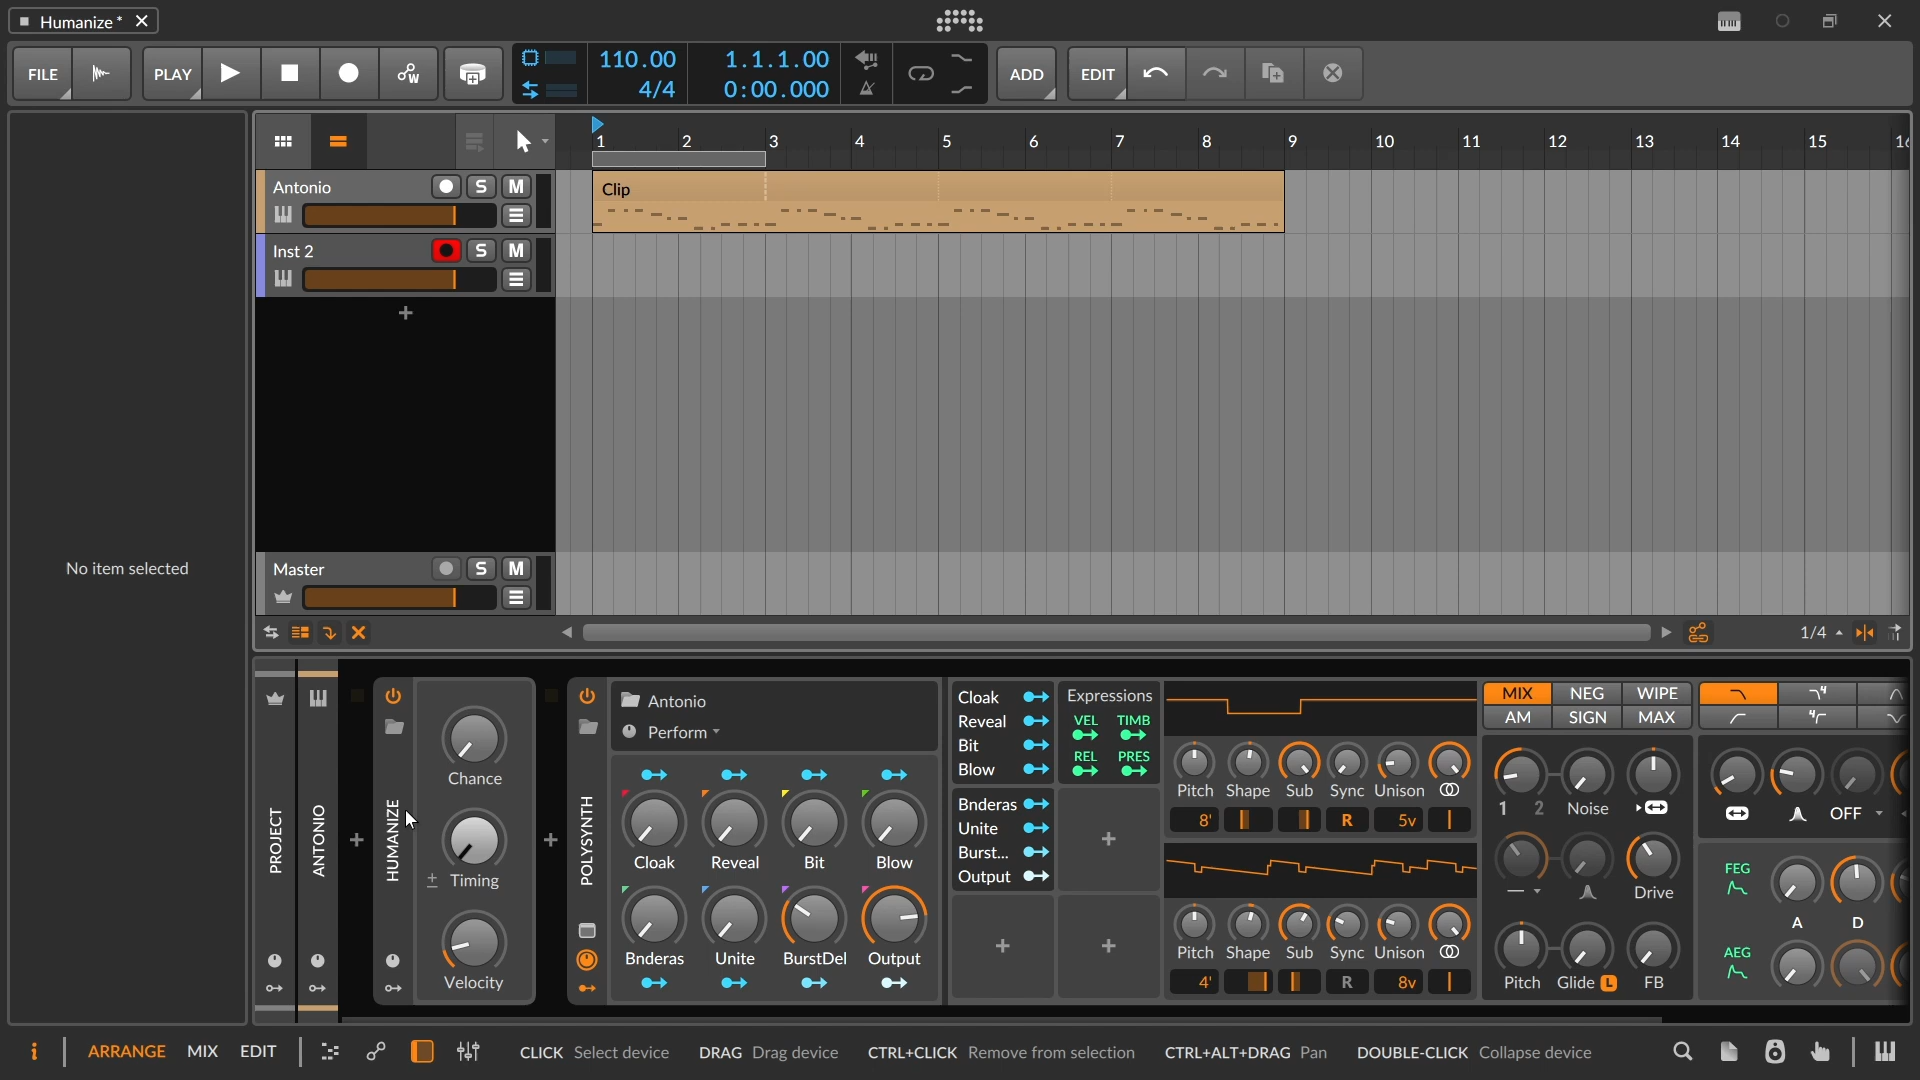 Humanize *
FILE PLAY W 110.00 4/4 1.1.1.00 0:00.000 ADD EDIT
1 2 3 4 5 6 7 8 9 10 11 12 13 14 15
Antonio S M
Clip
Inst 2 S M
+
No item selected
Master S M
1/4
PROJECT
ANTONIO
HUMANIZE
Chance
Timing
Velocity
POLYSYNTH
Antonio
Perform
Cloak Reveal Bit Blow
Bnderas Unite BurstDel Output
Cloak
Reveal
Bit
Blow
Bnderas
Unite
Burst...
Output
Expressions
VEL TIMB
REL PRES
Pitch Shape Sub Sync Unison
8' R 5v
Pitch Shape Sub Sync Unison
4' R 8v
MIX NEG WIPE
AM SIGN MAX
1 2 Noise
Drive
Pitch Glide L FB
OFF
FEG
A D
AEG
i ARRANGE MIX EDIT CLICK Select device DRAG Drag device CTRL+CLICK Remove from selection CTRL+ALT+DRAG Pan DOUBLE-CLICK Collapse device